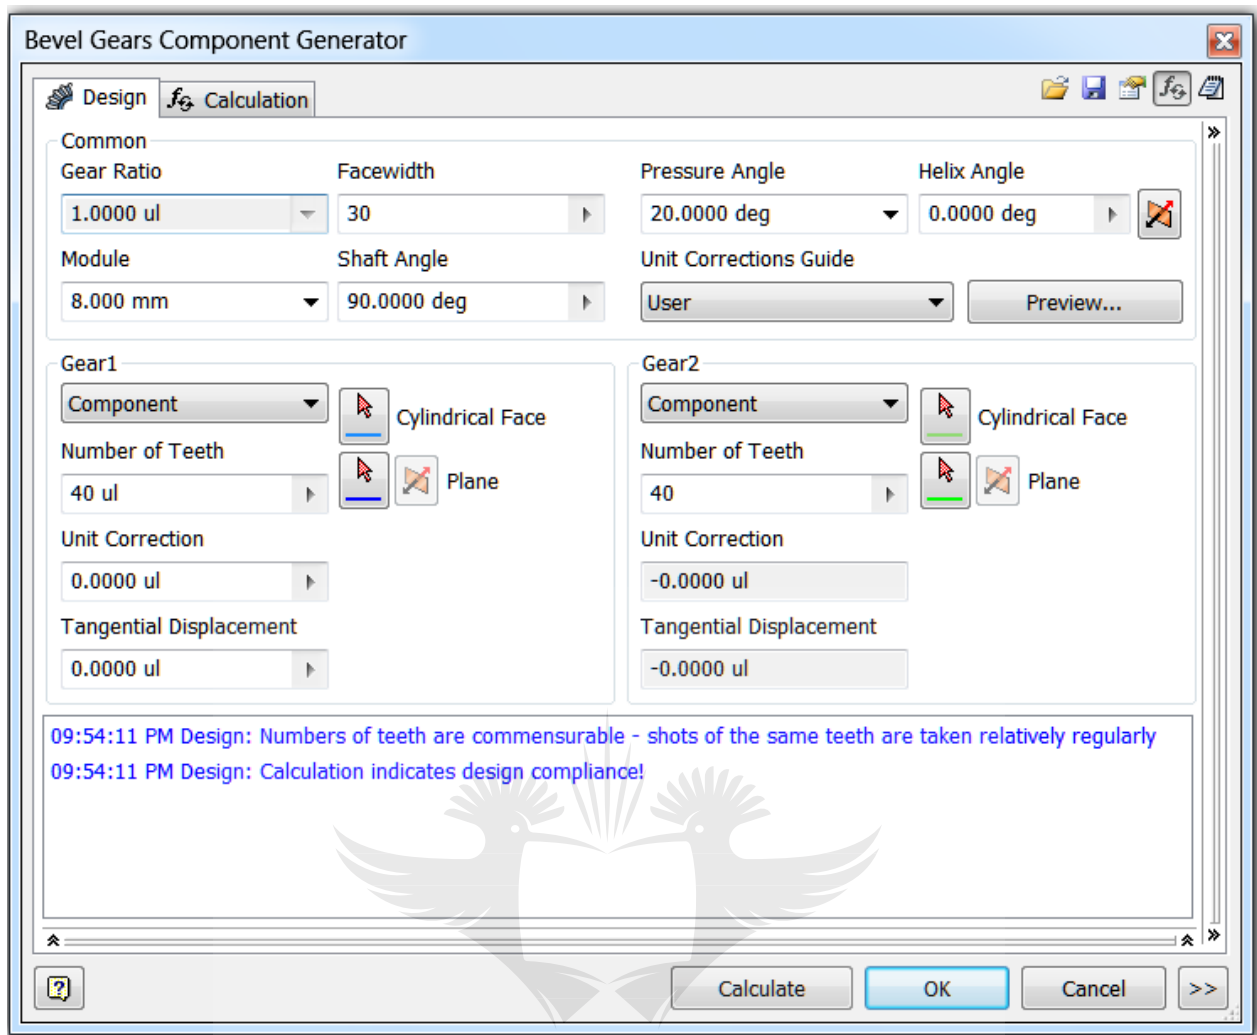 Bevel Gears Component Generator
Design
Calculation
Common
Gear Ratio Facewidth Pressure Angle Helix Angle
1.0000 ul 30 20.0000 deg 0.0000 deg
Module Shaft Angle Unit Corrections Guide
8.000 mm 90.0000 deg User Preview...
Gear1
Component
Cylindrical Face
Number of Teeth
40 ul
Plane
Unit Correction
0.0000 ul
Tangential Displacement
0.0000 ul
Gear2
Component
Cylindrical Face
Number of Teeth
40
Plane
Unit Correction
-0.0000 ul
Tangential Displacement
-0.0000 ul
09:54:11 PM Design: Numbers of teeth are commensurable - shots of the same teeth are taken relatively regularly
09:54:11 PM Design: Calculation indicates design compliance!
Calculate OK Cancel >>